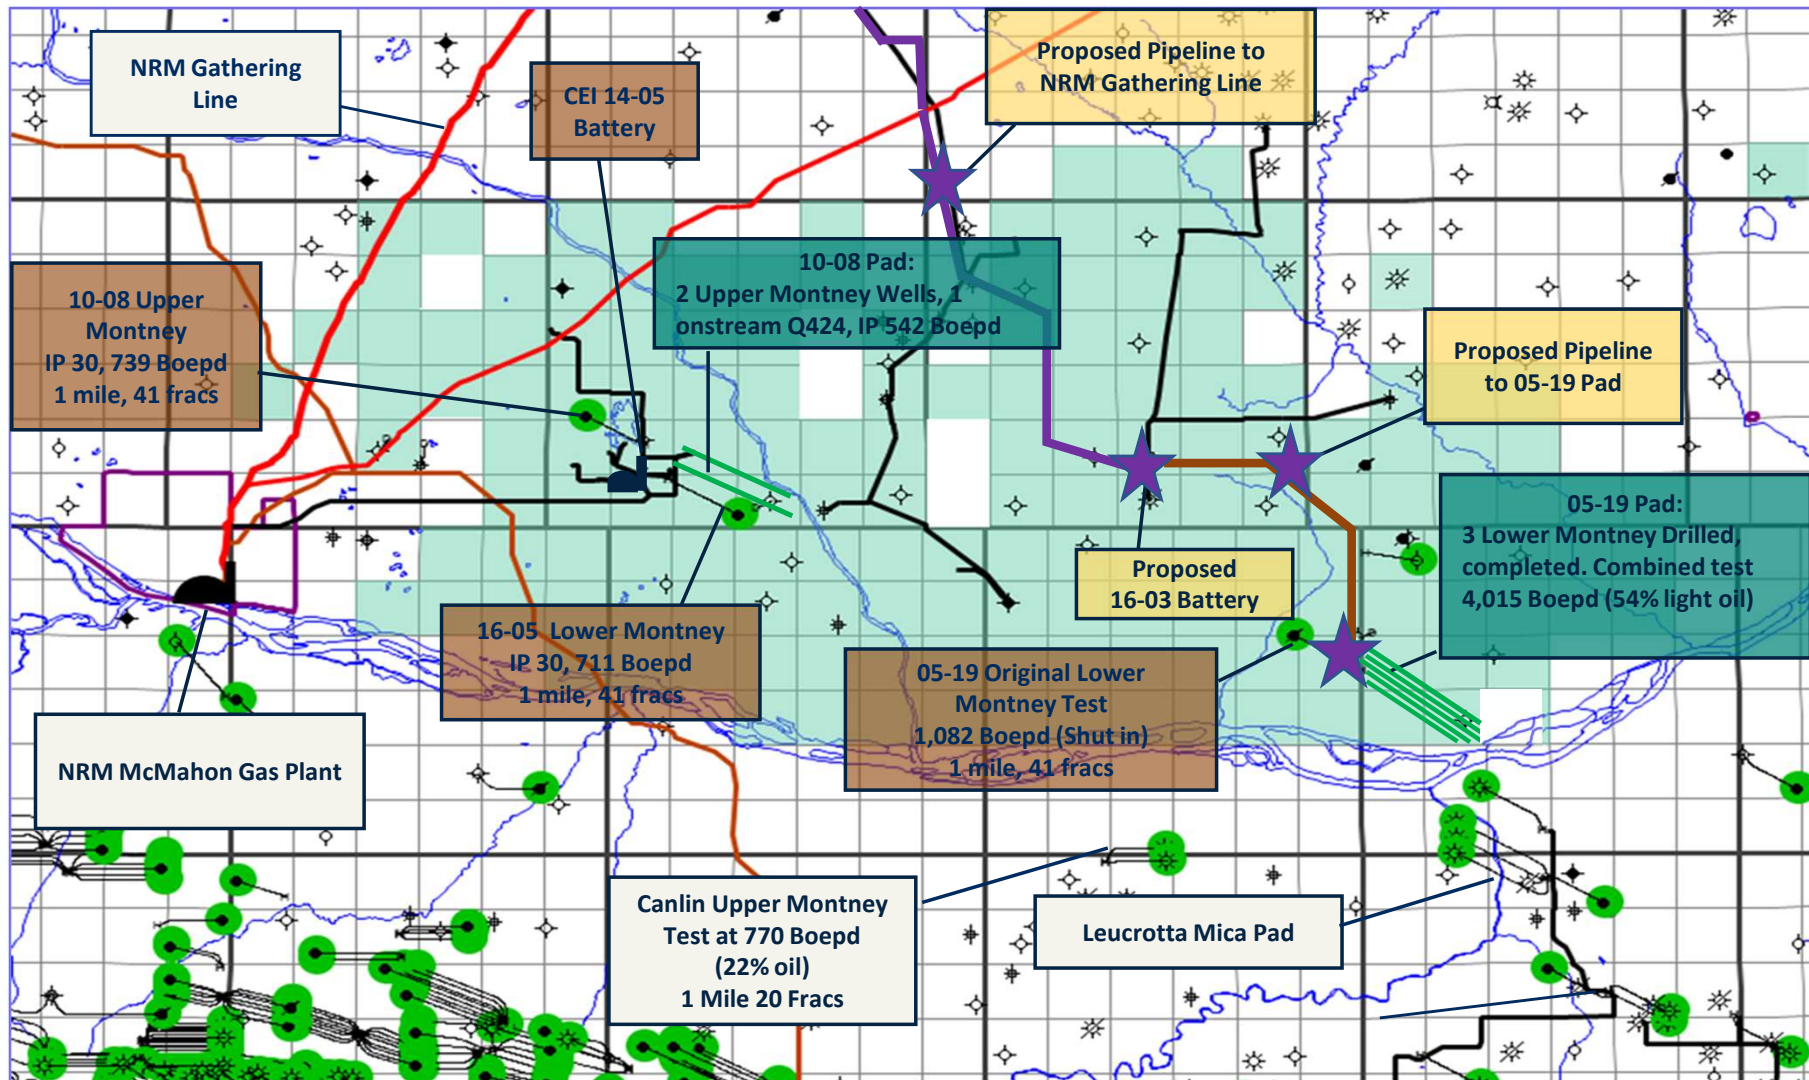 NRM Gathering
Line
CEI 14-05
Battery
Proposed Pipeline to
NRM Gathering Line
10-08 Upper
Montney
IP 30, 739 Boepd
1 mile, 41 fracs
10-08 Pad:
2 Upper Montney Wells, 1
onstream Q424, IP 542 Boepd
Proposed Pipeline
to 05-19 Pad
05-19 Pad:
3 Lower Montney Drilled,
completed. Combined test
4,015 Boepd (54% light oil)
Proposed
16-03 Battery
16-05 Lower Montney
IP 30, 711 Boepd
1 mile, 41 fracs
05-19 Original Lower
Montney Test
1,082 Boepd (Shut in)
1 mile, 41 fracs
NRM McMahon Gas Plant
Canlin Upper Montney
Test at 770 Boepd
(22% oil)
1 Mile 20 Fracs
Leucrotta Mica Pad